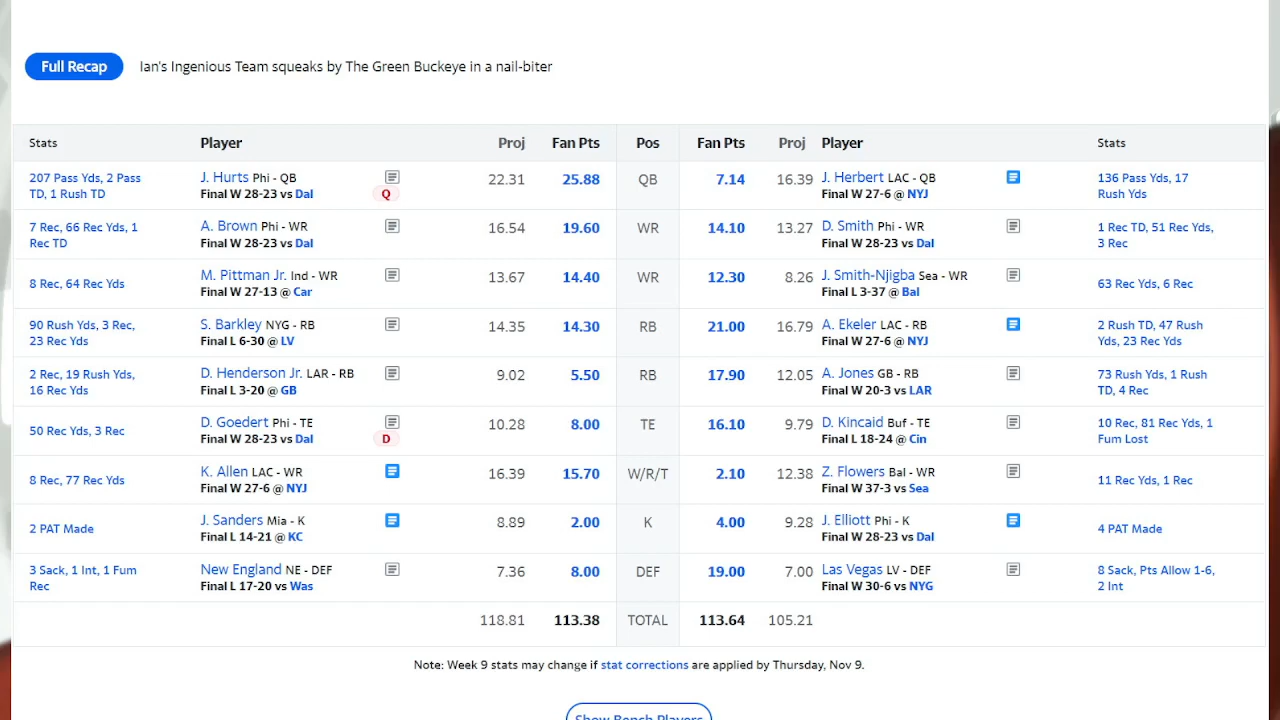 Full Recap Ian's Ingenious Team squeaks by The Green Buckeye in a nail-biter
Stats Player Proj Fan Pts Pos Fan Pts Proj Player Stats
207 Pass Yds, 2 Pass TD, 1 Rush TD J. Hurts Phi - QB Final W 28-23 vs Dal Q 22.31 25.88 QB 7.14 16.39 J. Herbert LAC - QB Final W 27-6 @ NYJ 136 Pass Yds, 17 Rush Yds
7 Rec, 66 Rec Yds, 1 Rec TD A. Brown Phi - WR Final W 28-23 vs Dal 16.54 19.60 WR 14.10 13.27 D. Smith Phi - WR Final W 28-23 vs Dal 1 Rec TD, 51 Rec Yds, 3 Rec
8 Rec, 64 Rec Yds M. Pittman Jr. Ind - WR Final W 27-13 @ Car 13.67 14.40 WR 12.30 8.26 J. Smith-Njigba Sea - WR Final L 3-37 @ Bal 63 Rec Yds, 6 Rec
90 Rush Yds, 3 Rec, 23 Rec Yds S. Barkley NYG - RB Final L 6-30 @ LV 14.35 14.30 RB 21.00 16.79 A. Ekeler LAC - RB Final W 27-6 @ NYJ 2 Rush TD, 47 Rush Yds, 23 Rec Yds
2 Rec, 19 Rush Yds, 16 Rec Yds D. Henderson Jr. LAR - RB Final L 3-20 @ GB 9.02 5.50 RB 17.90 12.05 A. Jones GB - RB Final W 20-3 vs LAR 73 Rush Yds, 1 Rush TD, 4 Rec
50 Rec Yds, 3 Rec D. Goedert Phi - TE Final W 28-23 vs Dal D 10.28 8.00 TE 16.10 9.79 D. Kincaid Buf - TE Final L 18-24 @ Cin 10 Rec, 81 Rec Yds, 1 Fum Lost
8 Rec, 77 Rec Yds K. Allen LAC - WR Final W 27-6 @ NYJ 16.39 15.70 W/R/T 2.10 12.38 Z. Flowers Bal - WR Final W 37-3 vs Sea 11 Rec Yds, 1 Rec
2 PAT Made J. Sanders Mia - K Final L 14-21 @ KC 8.89 2.00 K 4.00 9.28 J. Elliott Phi - K Final W 28-23 vs Dal 4 PAT Made
3 Sack, 1 Int, 1 Fum Rec New England NE - DEF Final L 17-20 vs Was 7.36 8.00 DEF 19.00 7.00 Las Vegas LV - DEF Final W 30-6 vs NYG 8 Sack, Pts Allow 1-6, 2 Int
118.81 113.38 TOTAL 113.64 105.21
Note: Week 9 stats may change if stat corrections are applied by Thursday, Nov 9.
Show Bench Players